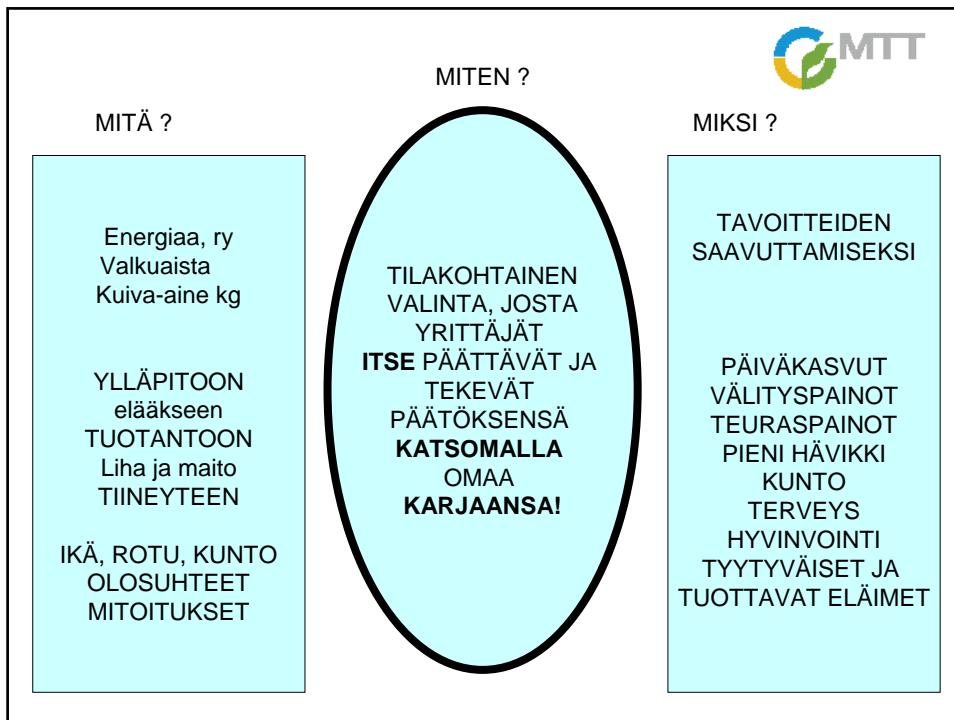 MTT
MITEN ?
MITÄ ?
MIKSI ?
Energiaa, ry
Valkuaista
Kuiva-aine kg
YLLÄPITOON
elääkseen
TUOTANTOON
Liha ja maito
TIINEYTEEN
IKÄ, ROTU, KUNTO
OLOSUHTEET
MITOITUKSET
TILAKOHTAINEN
VALINTA, JOSTA
YRITTÄJÄT
ITSE PÄÄTTÄVÄT JA
TEKEVÄT
PÄÄTÖKSENSÄ
KATSOMALLA
OMAA
KARJAANSA!
TAVOITTEIDEN
SAAVUTTAMISEKSI
PÄIVÄKASVUT
VÄLITYSPAINOT
TEURASPAINOT
PIENI HÄVIKKI
KUNTO
TERVEYS
HYVINVOINTI
TYYTYVÄISET JA
TUOTTAVAT ELÄIMET